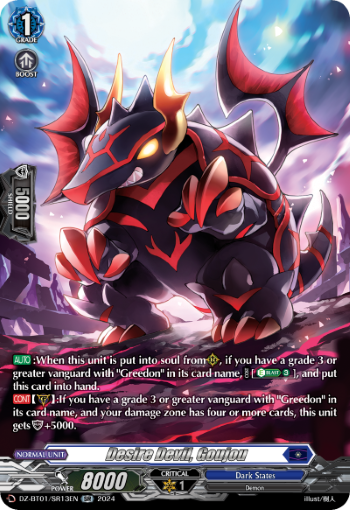 1
GRADE
BOOST
5000
SHIELD
AUTO :When this unit is put into soul from R, if you have a grade 3 or
greater vanguard with "Greedon" in its card name, [ BLAST 3 ], and put
this card into hand.
CONT [ ]:If you have a grade 3 or greater vanguard with "Greedon" in
its card name, and your damage zone has four or more cards, this unit
gets +5000.
NORMAL UNIT
Desire Devil, Goujou
POWER 8000
CRITICAL
1
Dark States
Demon
D
DZ-BT01/SR13EN SR 2024
illust/樹人